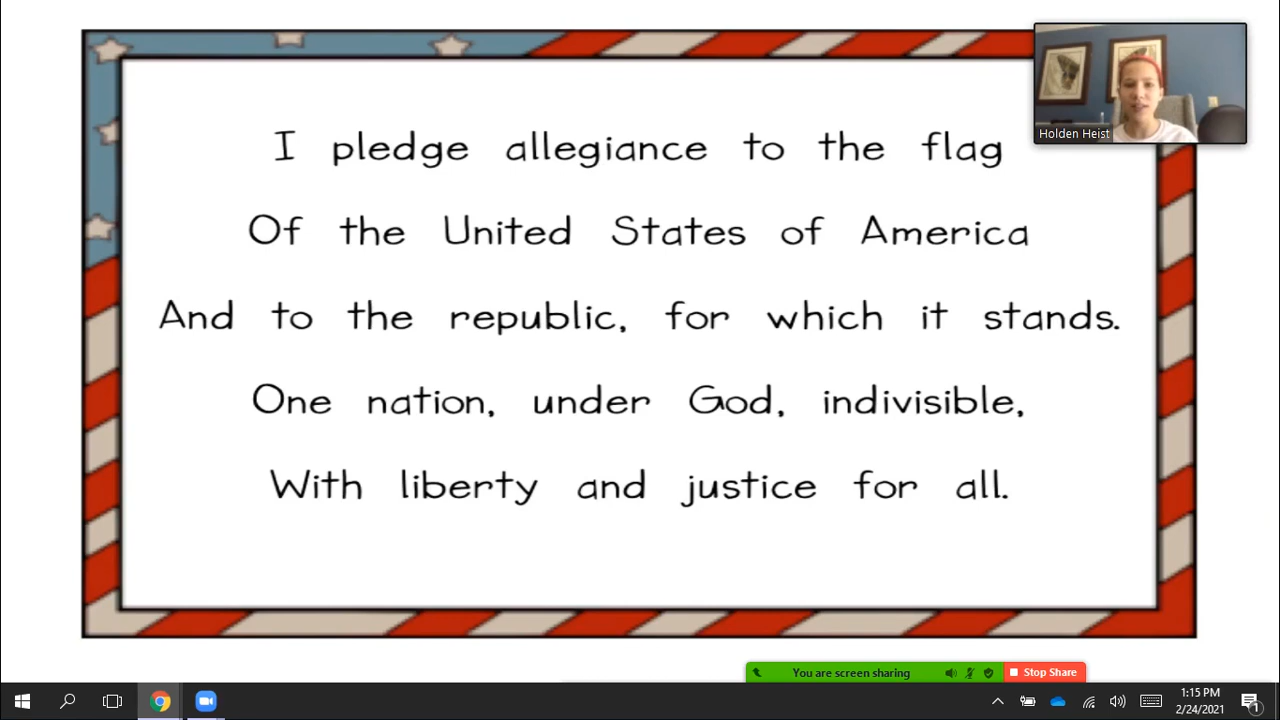 I pledge allegiance to the flag
Of the United States of America
And to the republic, for which it stands.
One nation, under God, indivisible,
With liberty and justice for all.
Holden Heist
You are screen sharing
Stop Share
1:15 PM
2/24/2021
1